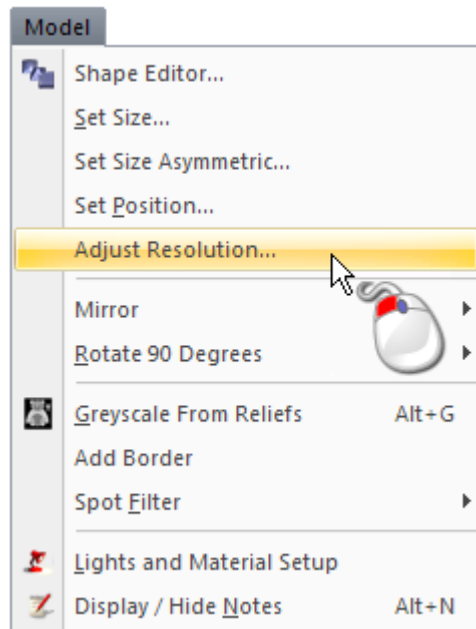 Model
Shape Editor...
Set Size...
Set Size Asymmetric...
Set Position...
Adjust Resolution...
Mirror
Rotate 90 Degrees
Greyscale From Reliefs Alt+G
Add Border
Spot Filter
Lights and Material Setup
Display / Hide Notes Alt+N